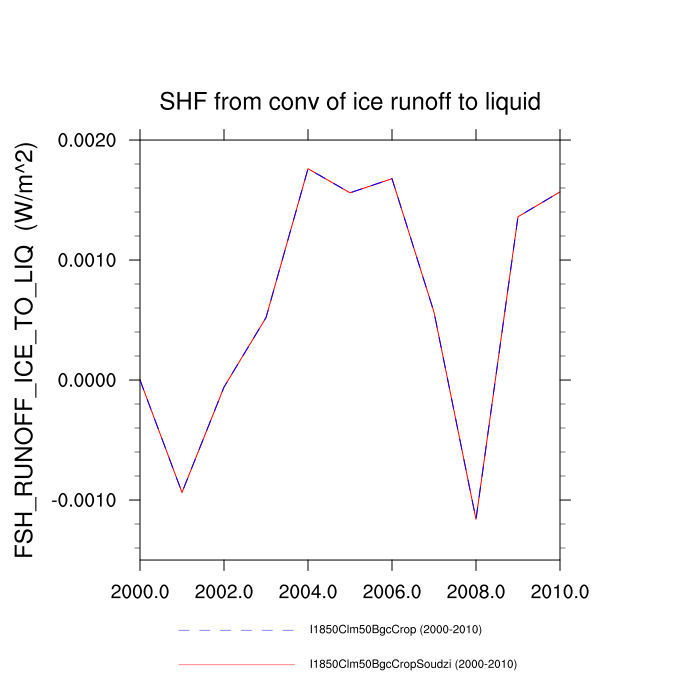 SHF from conv of ice runoff to liquid
FSH_RUNOFF_ICE_TO_LIQ (W/m^2)
0.0020
0.0010
0.0000
-0.0010
2000.0 2002.0 2004.0 2006.0 2008.0 2010.0
I1850Clm50BgcCrop (2000-2010)
I1850Clm50BgcCropSoudzi (2000-2010)